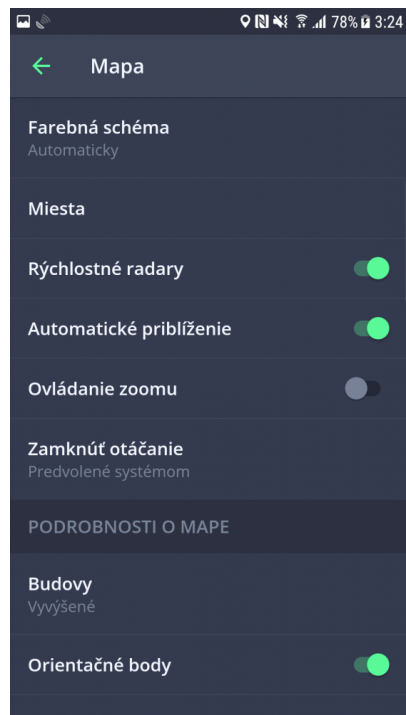 78% 3:24
Mapa
Farebná schéma
Automaticky
Miesta
Rýchlostné radary
Automatické priblíženie
Ovládanie zoomu
Zamknúť otáčanie
Predvolené systémom
PODROBNOSTI O MAPE
Budovy
Vyvýšené
Orientačné body